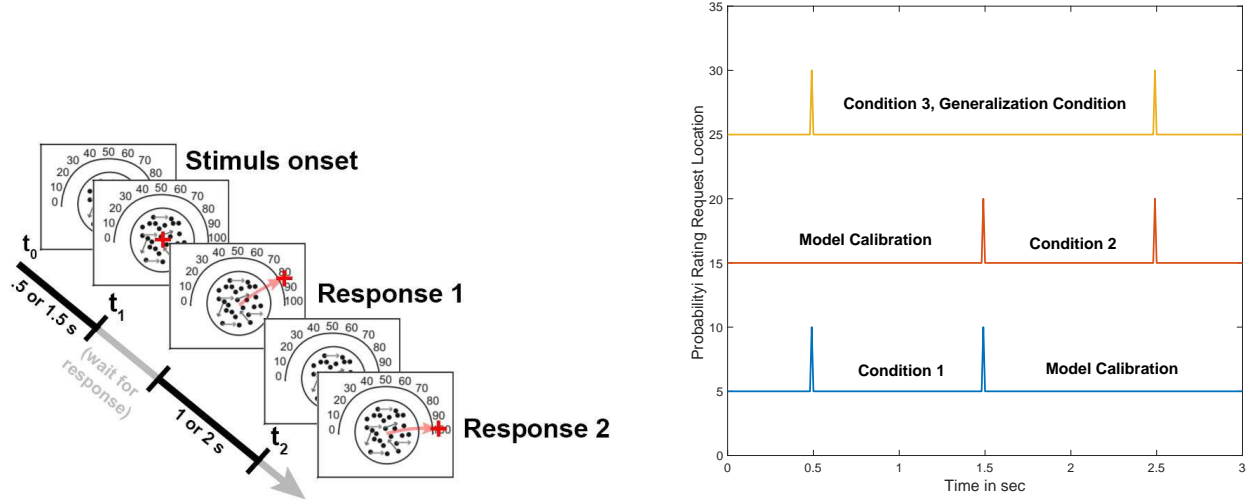 Stimuls onset
0 10 20 30 40 50 60 70
0 10 20 30 40 50 60 70 80 90 100
t0
.5 or 1.5 s
t1
0 10 20 30 40 50 60 70 80 90 100
Response 1
(wait for
response)
0 10 20 30 40 50 60 70 80 90
1 or 2 s
t2
0 10 20 30 40 50 60 70 80 90
Response 2
35
30
25
20
15
10
5
0
Probabilityi Rating Request Location
Condition 3, Generalization Condition
Model Calibration
Condition 2
Condition 1
Model Calibration
0 0.5 1 1.5 2 2.5 3
Time in sec